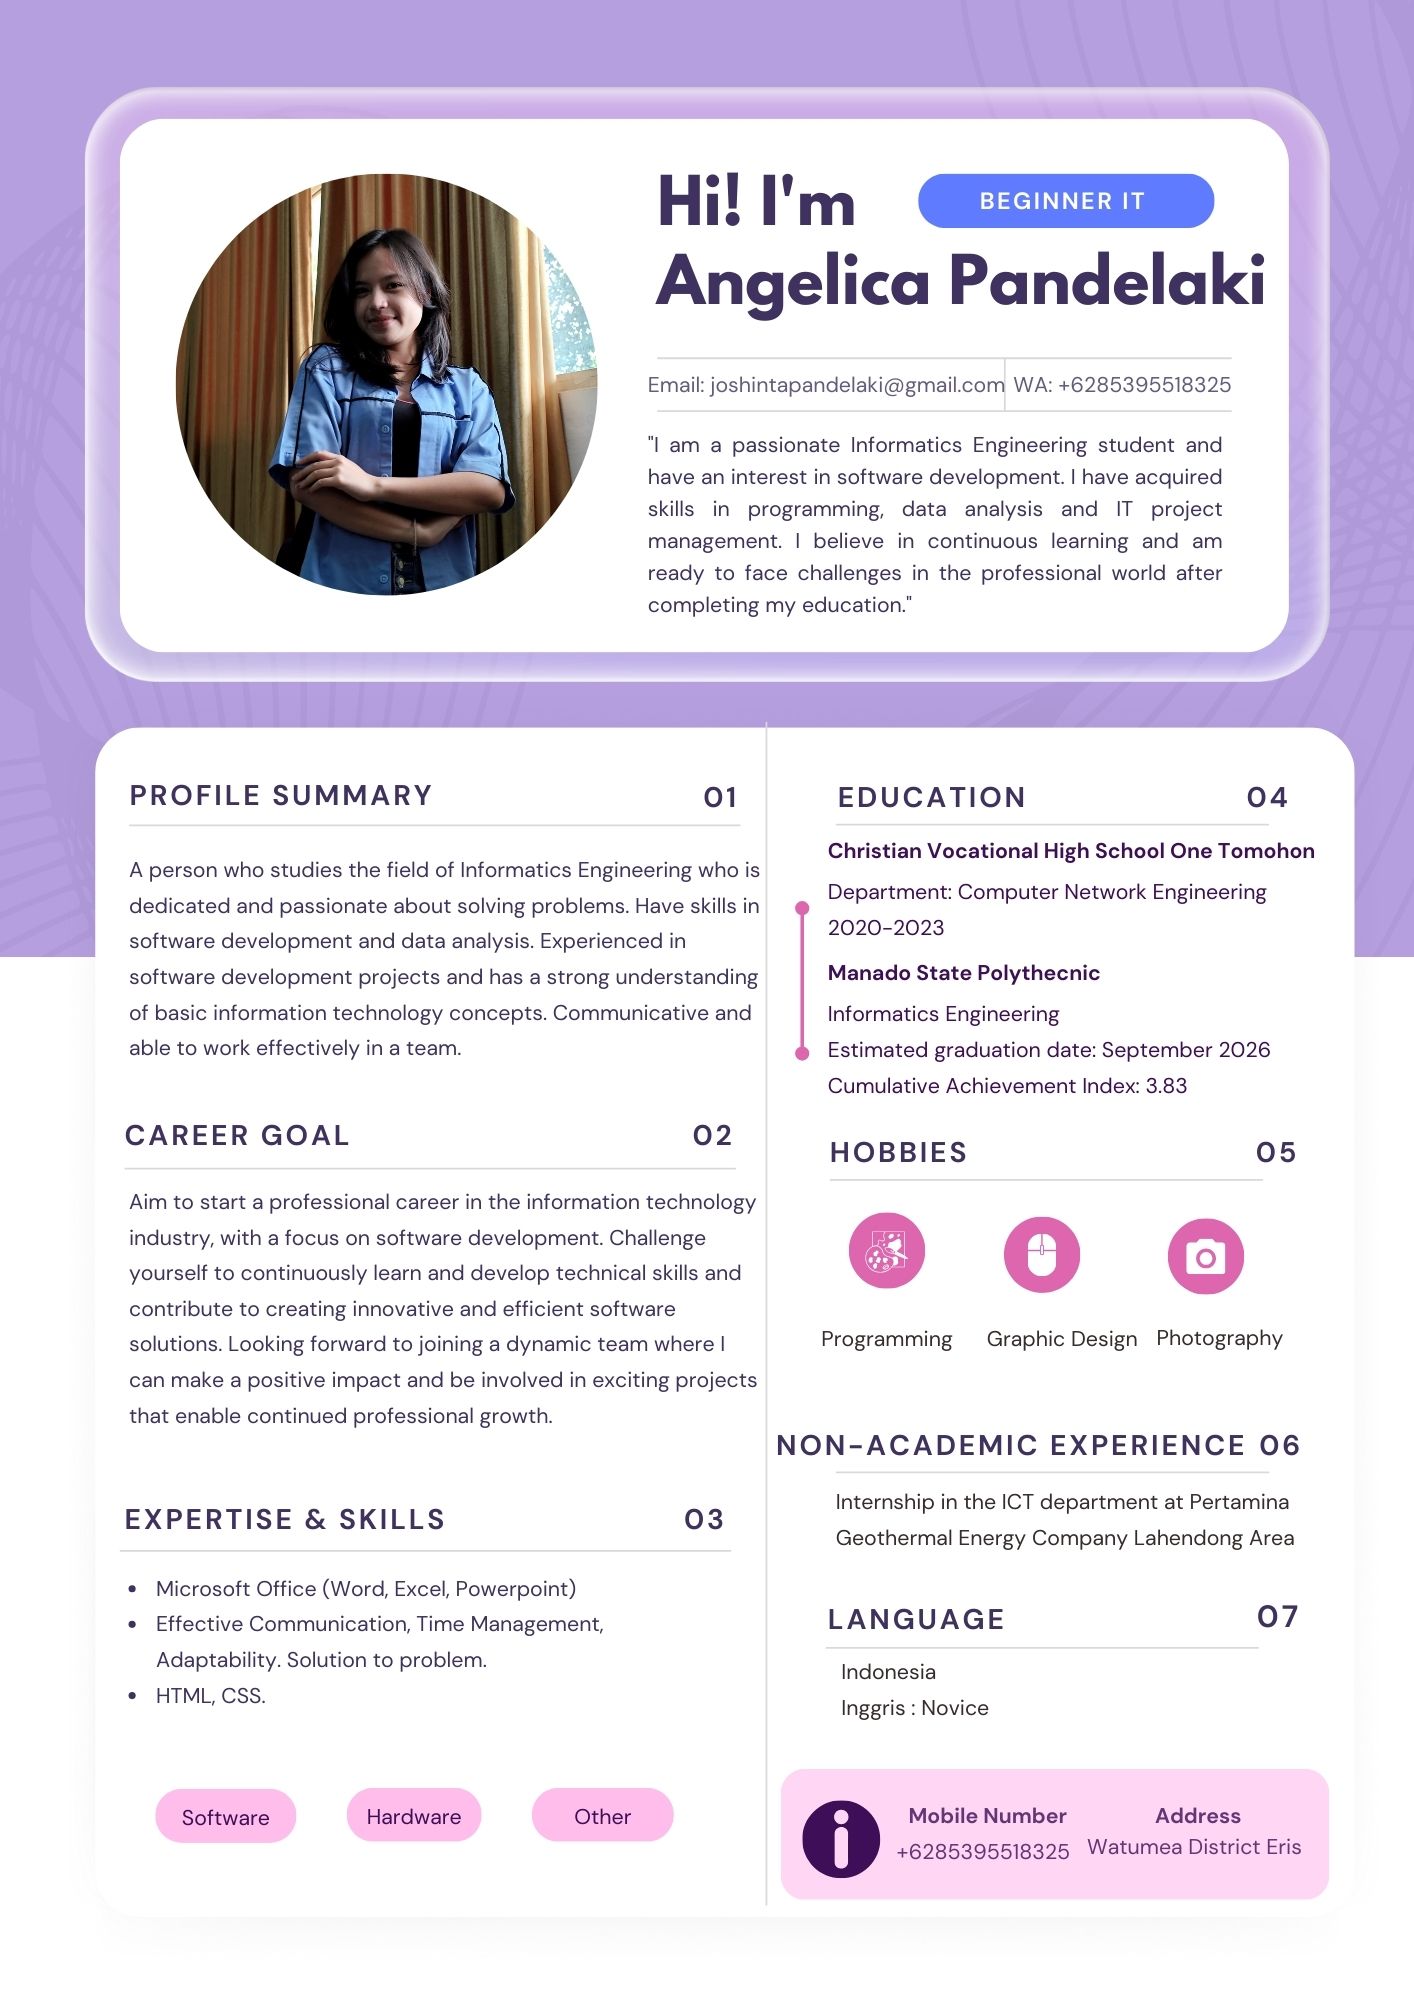 Hi! I'm
BEGINNER IT
Angelica Pandelaki
Email: joshintapandelaki@gmail.com
WA: +6285395518325
"I am a passionate Informatics Engineering student and
have an interest in software development. I have acquired
skills in programming, data analysis and IT project
management. I believe in continuous learning and am
ready to face challenges in the professional world after
completing my education."
PROFILE SUMMARY 01
A person who studies the field of Informatics Engineering who is
dedicated and passionate about solving problems. Have skills in
software development and data analysis. Experienced in
software development projects and has a strong understanding
of basic information technology concepts. Communicative and
able to work effectively in a team.
CAREER GOAL 02
Aim to start a professional career in the information technology
industry, with a focus on software development. Challenge
yourself to continuously learn and develop technical skills and
contribute to creating innovative and efficient software
solutions. Looking forward to joining a dynamic team where I
can make a positive impact and be involved in exciting projects
that enable continued professional growth.
EXPERTISE & SKILLS 03
• Microsoft Office (Word, Excel, Powerpoint)
• Effective Communication, Time Management,
Adaptability. Solution to problem.
• HTML, CSS.
Software
Hardware
Other
EDUCATION 04
Christian Vocational High School One Tomohon
Department: Computer Network Engineering
2020-2023
Manado State Polythecnic
Informatics Engineering
Estimated graduation date: September 2026
Cumulative Achievement Index: 3.83
HOBBIES 05
Programming
Graphic Design
Photography
NON-ACADEMIC EXPERIENCE 06
Internship in the ICT department at Pertamina
Geothermal Energy Company Lahendong Area
LANGUAGE 07
Indonesia
Inggris : Novice
Mobile Number
+6285395518325
Address
Watumea District Eris